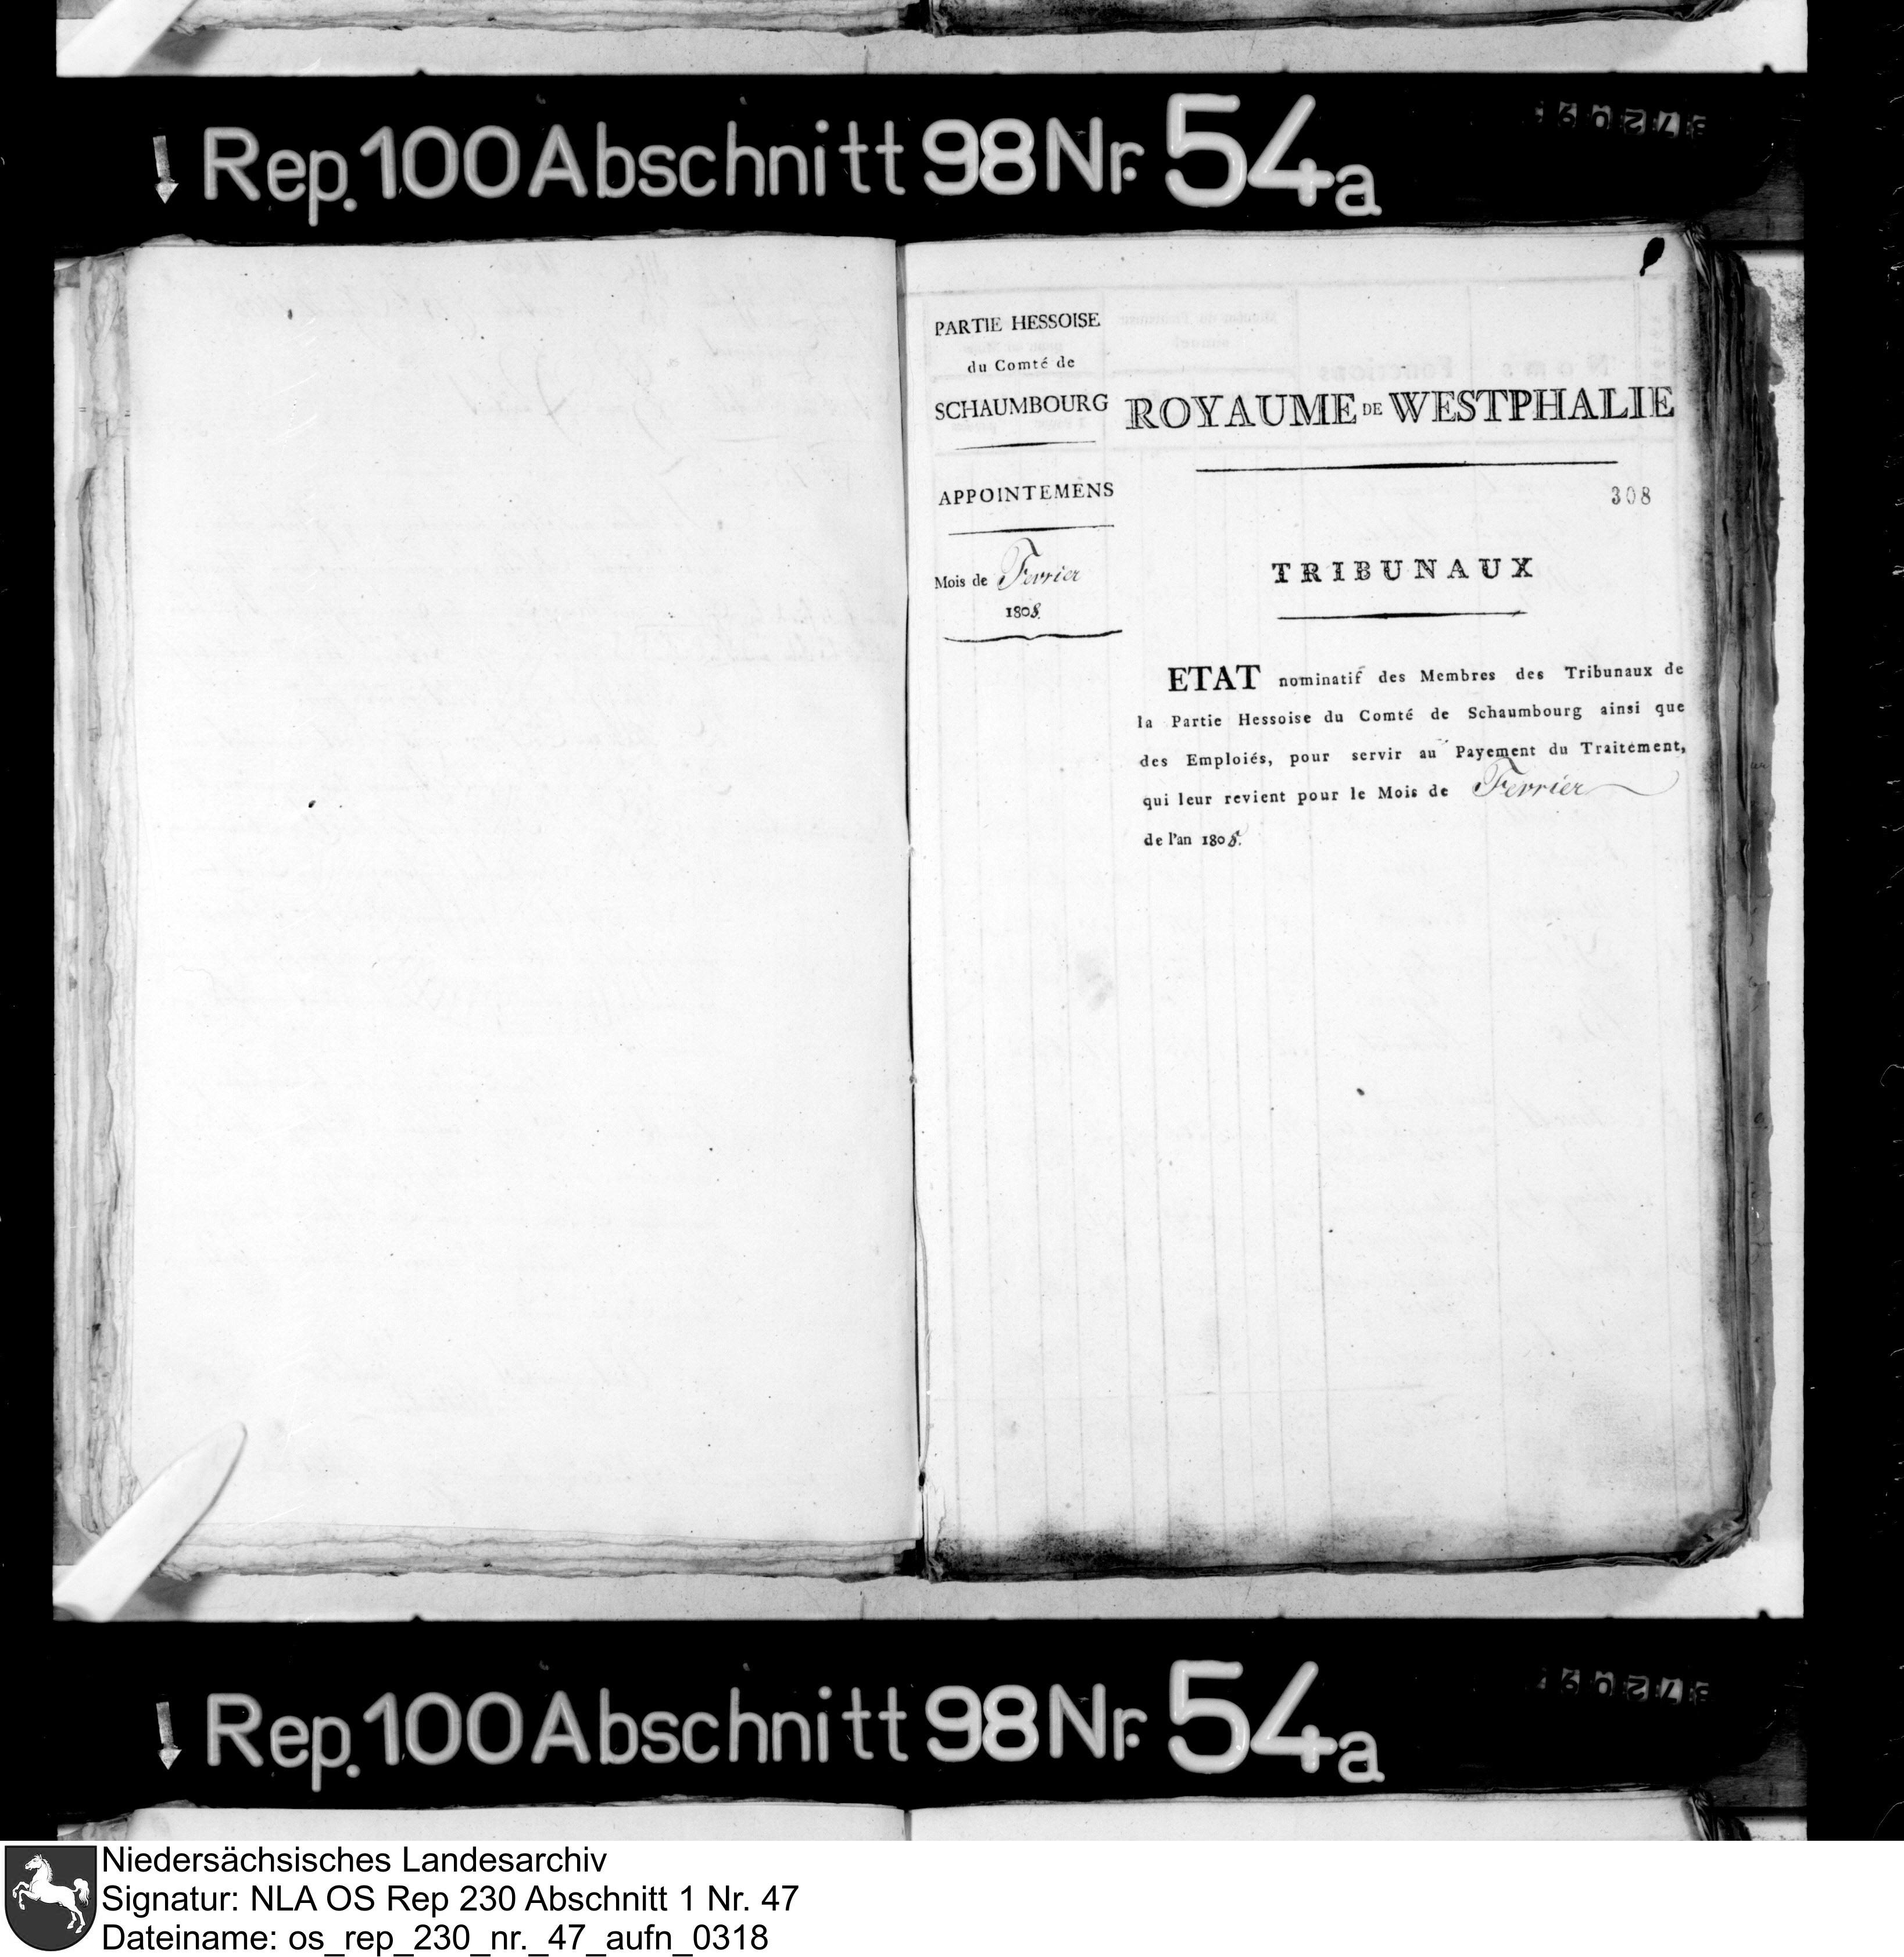 Rep. 100 Abschnitt 98 Nr. 54a
PARTIE HESSOISE
du Comté de
SCHAUMBOURG
APPOINTEMENS
Mois de Ferrier
1808.
ROYAUME DE WESTPHALIE
308
TRIBUNAUX
ETAT nominatif des Membres des Tribunaux de
la Partie Hessoise du Comté de Schaumbourg ainsi que
des Emploiés, pour servir au Payement du Traitement,
qui leur revient pour le Mois de Ferrier
de l'an 1808.
Rep. 100 Abschnitt 98 Nr. 54a
Niedersächsisches Landesarchiv
Signatur: NLA OS Rep 230 Abschnitt 1 Nr. 47
Dateiname: os_rep_230_nr._47_aufn_0318